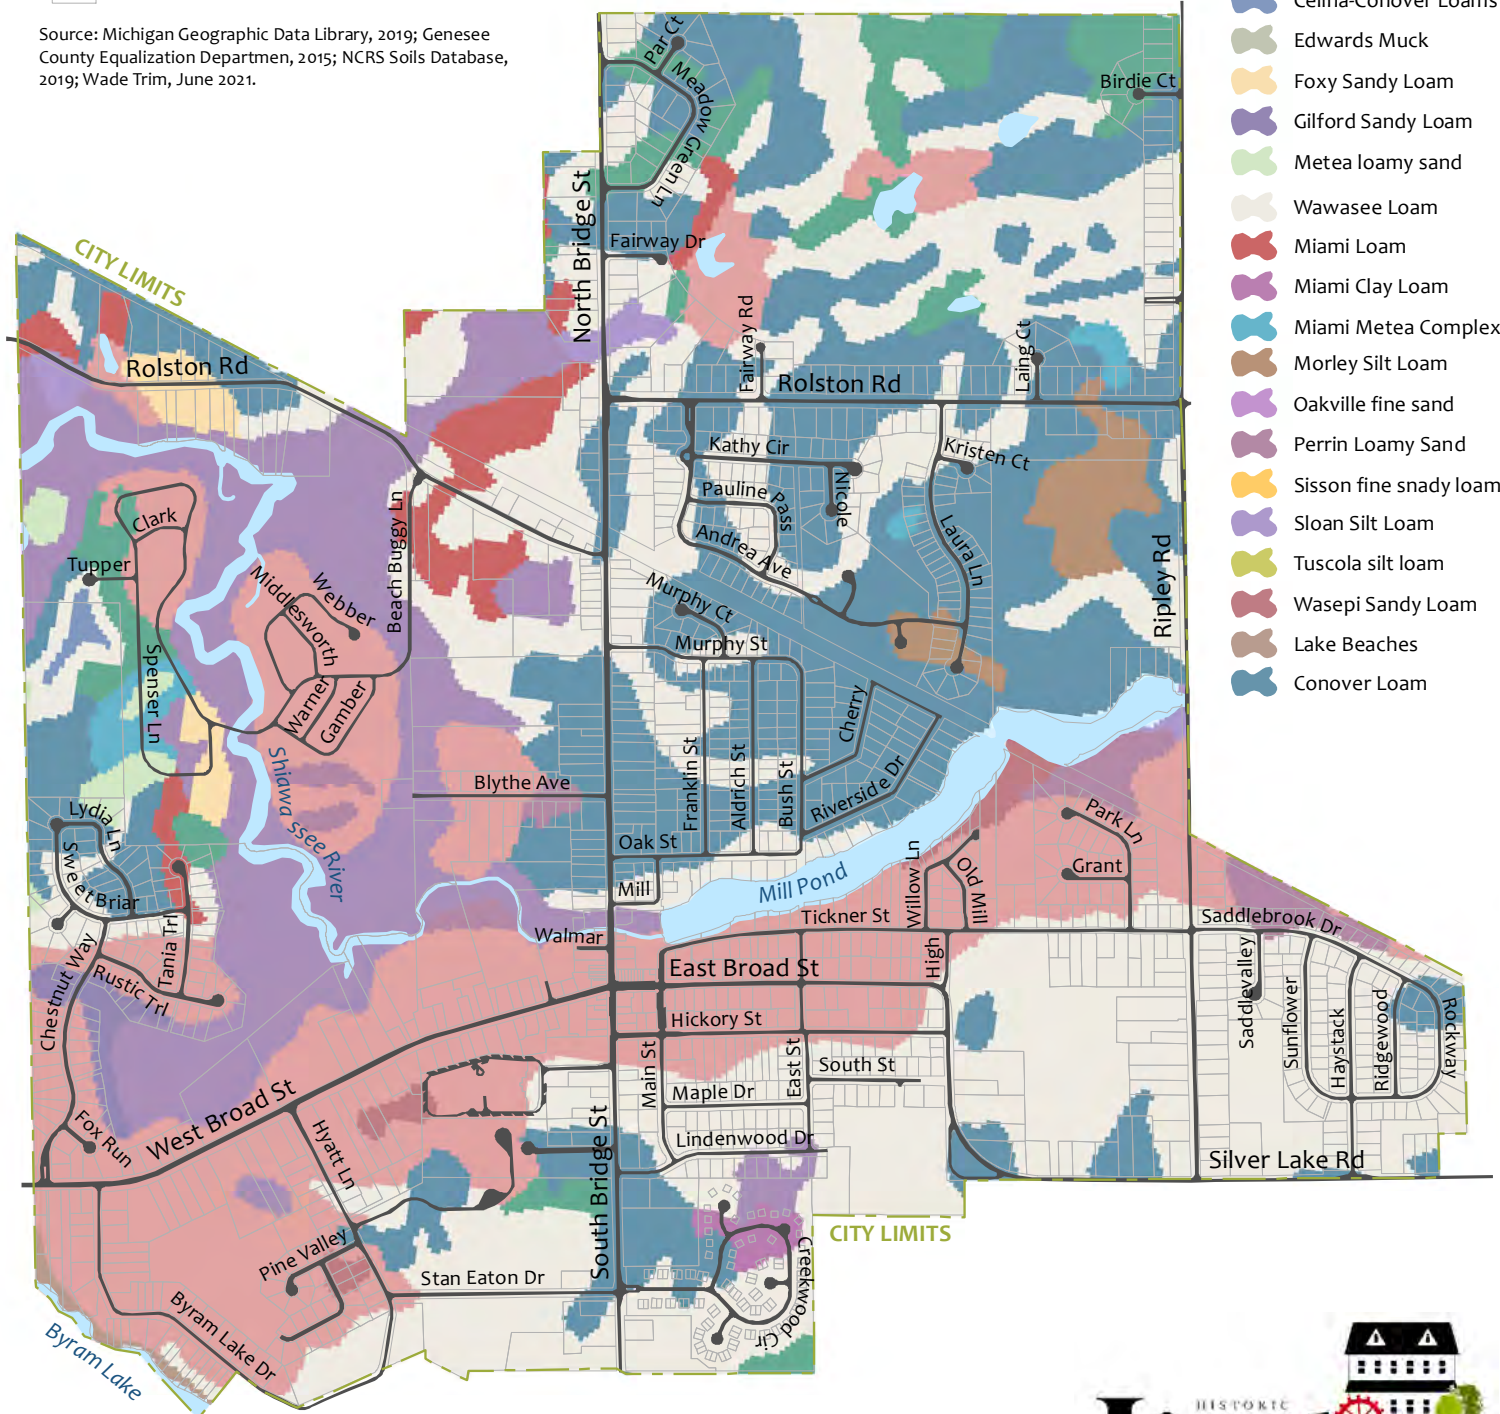 Source: Michigan Geographic Data Library, 2019; Genesee
County Equalization Departmen, 2015; NCRS Soils Database,
2019; Wade Trim, June 2021.
Celina-Conover Loams
Edwards Muck
Foxy Sandy Loam
Gilford Sandy Loam
Metea loamy sand
Wawasee Loam
Miami Loam
Miami Clay Loam
Miami Metea Complex
Morley Silt Loam
Oakville fine sand
Perrin Loamy Sand
Sisson fine snady loam
Sloan Silt Loam
Tuscola silt loam
Wasepi Sandy Loam
Lake Beaches
Conover Loam
Par Ct
Meadow Green Ln
Birdie Ct
North Bridge St
Fairway Dr
CITY LIMITS
Rolston Rd
Fairway Rd
Rolston Rd
Laing Ct
Kathy Cir
Kristen Ct
Nicole
Pauline Pass
Andrea Ave
Laura Ln
Ripley Rd
Beach Buggy Ln
Clark
Tupper
Webber
Middlesworth
Warner
Gamber
Spenser Ln
Murphy Ct
Murphy St
Cherry
Riverside Dr
Franklin St
Aldrich St
Bush St
Blythe Ave
Shiawa ssee River
Oak St
Mill
Mill Pond
Willow Ln
Old Mill
Park Ln
Grant
Lydia Ln
Sweet Briar
Tania Trl
Chestnut Way
Rustic Trl
Walmar
Tickner St
Saddlebrook Dr
East Broad St
High
Saddlevalley
Sunflower
Haystack
Ridgewood
Rockway
Hickory St
Main St
East St
South St
Maple Dr
Lindenwood Dr
West Broad St
Fox Run
Hyatt Ln
South Bridge St
Silver Lake Rd
CITY LIMITS
Pine Valley
Stan Eaton Dr
Creekwood Cir
Byram Lake Dr
Byram Lake
HISTORIC